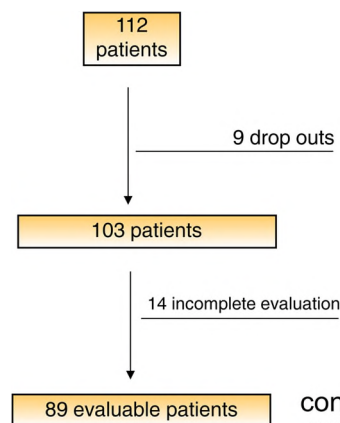 112
patients
9 drop outs
103 patients
14 incomplete evaluation
89 evaluable patients